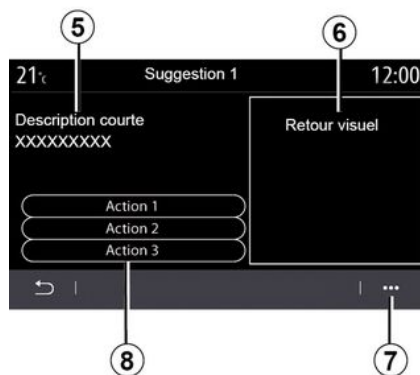 5
6
21°c
Suggestion 1
12:00
Description courte
XXXXXXXXX
Retour visuel
Action 1
Action 2
Action 3
8
7